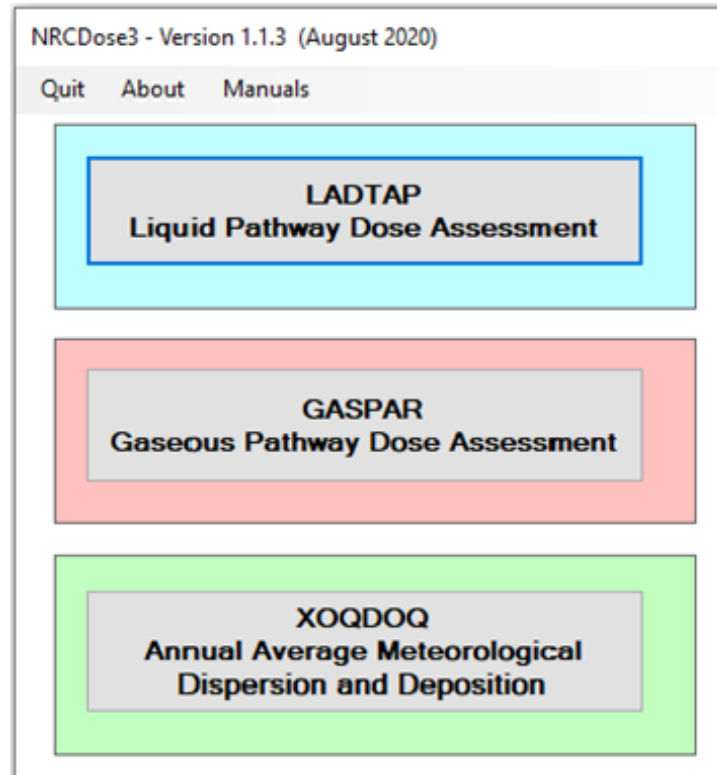 NRCDose3 - Version 1.1.3 (August 2020)
Quit About Manuals
LADTAP
Liquid Pathway Dose Assessment
GASPAR
Gaseous Pathway Dose Assessment
XOQDOQ
Annual Average Meteorological
Dispersion and Deposition